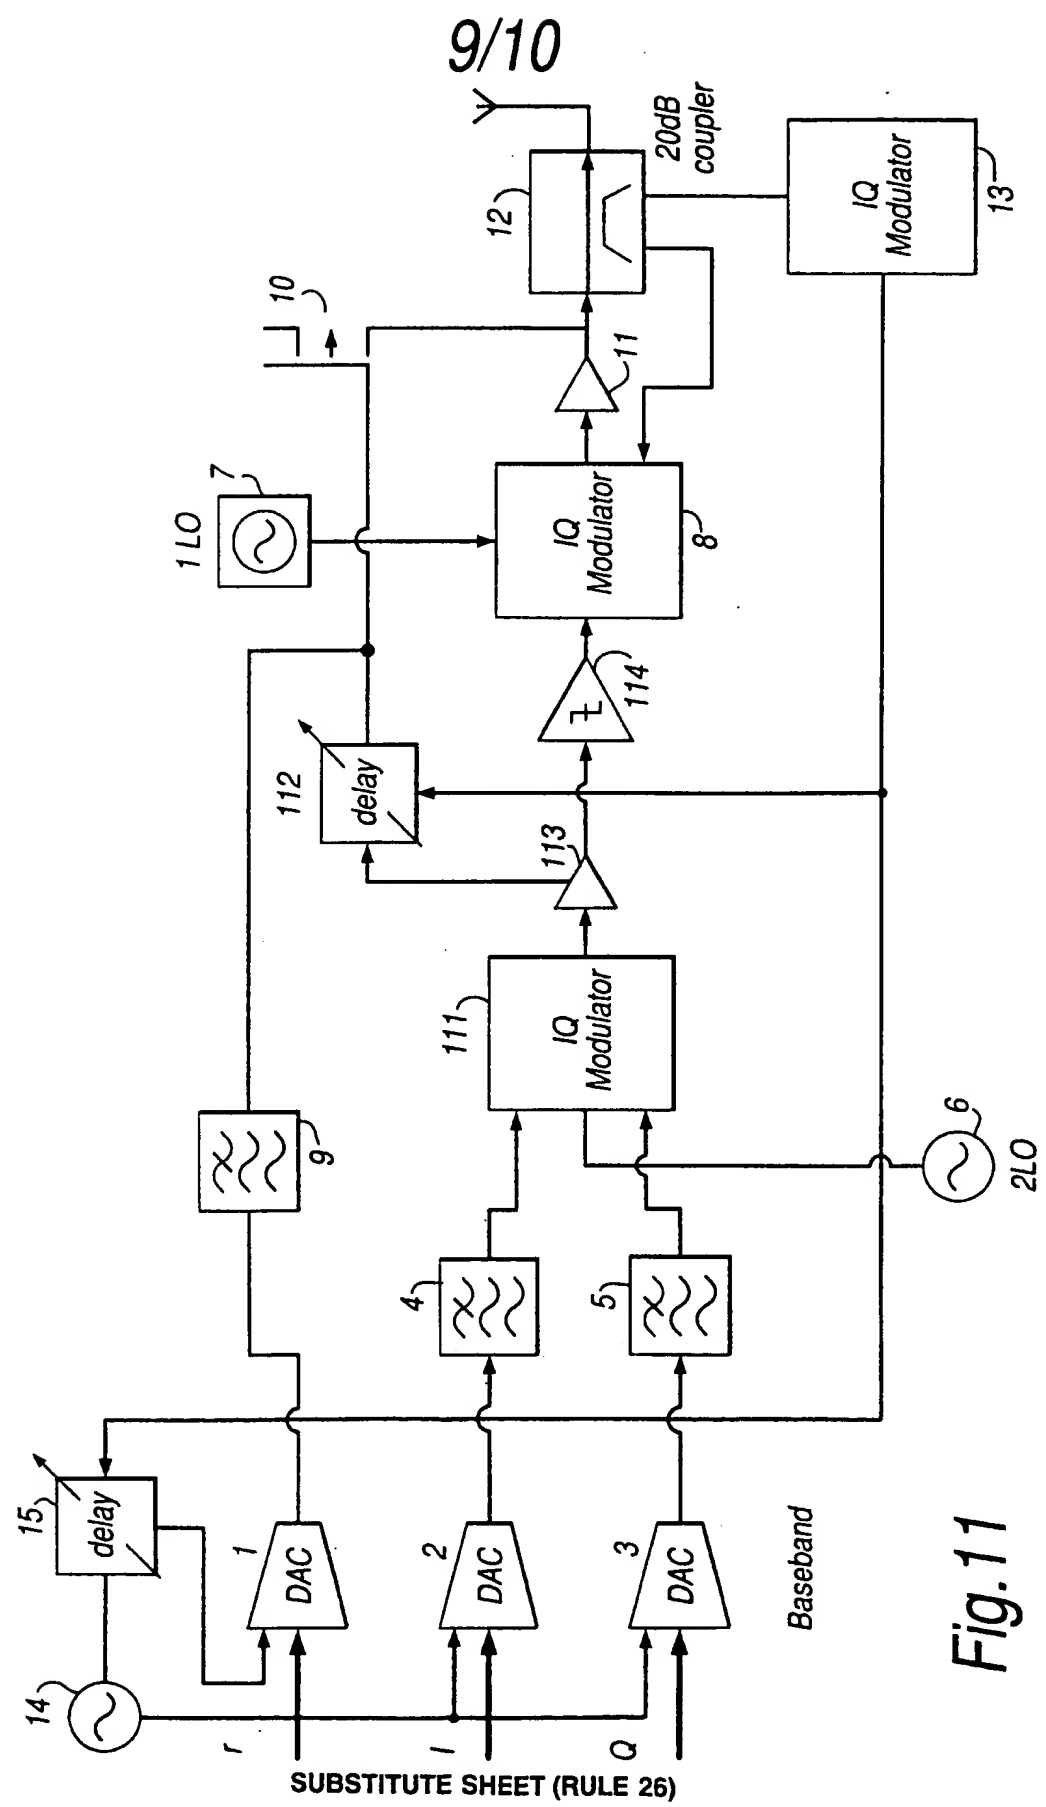 9/10
14
15
delay
r
1
DAC
I
2
DAC
Q
3
DAC
Baseband
9
4
5
111
IQ
Modulator
6
2LO
113
112
delay
114
1 LO
7
IQ
Modulator
8
10
11
12
20dB
coupler
IQ
Modulator
13
Fig.11
SUBSTITUTE SHEET (RULE 26)